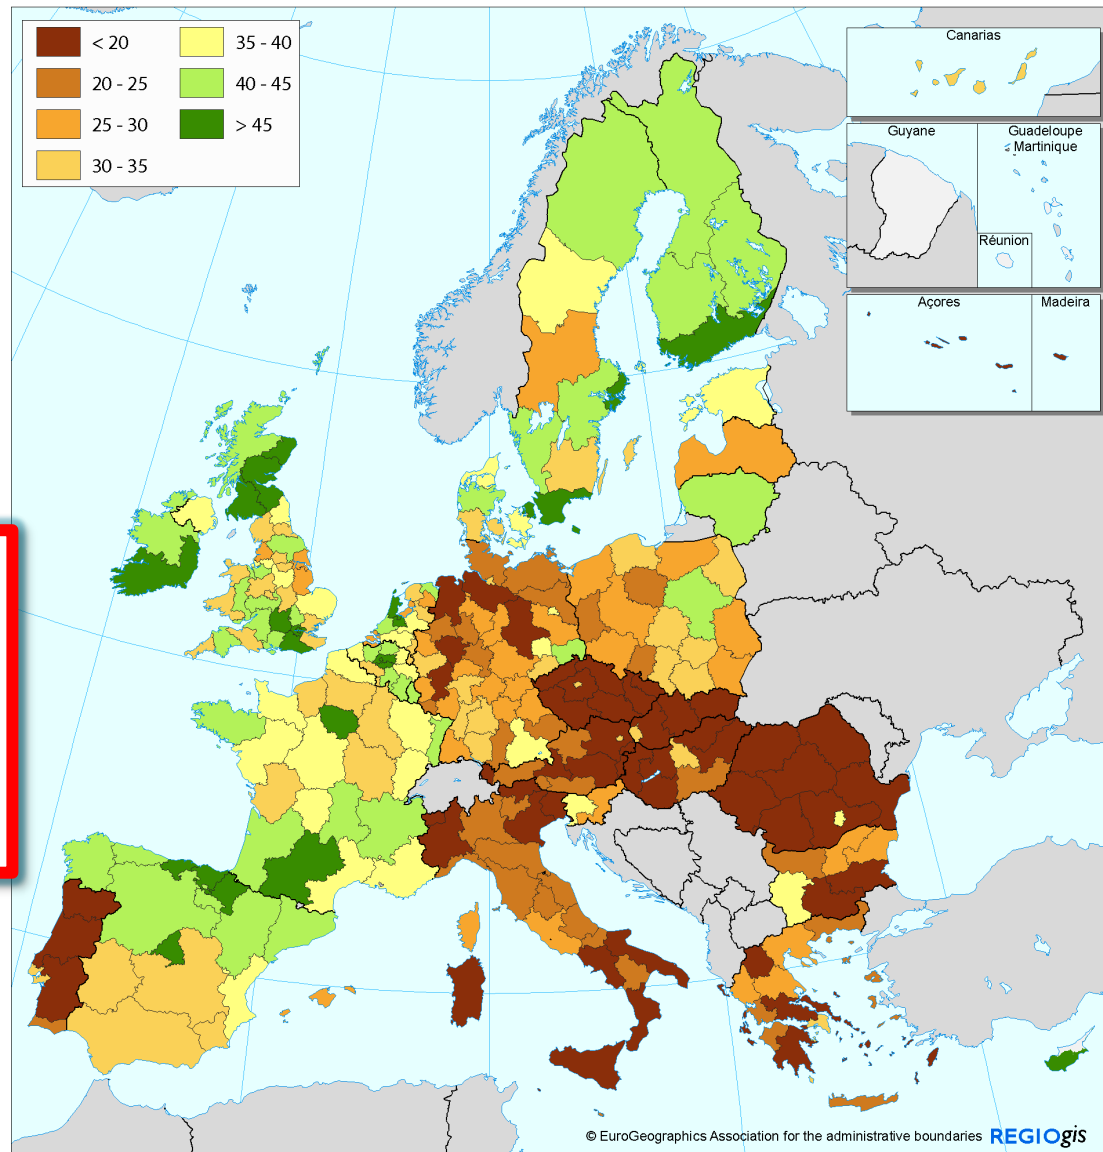 < 20
20 - 25
25 - 30
30 - 35
35 - 40
40 - 45
> 45
Canarias
Guyane
Guadeloupe
Martinique
Réunion
Açores
Madeira
© EuroGeographics Association for the administrative boundaries REGIOgis